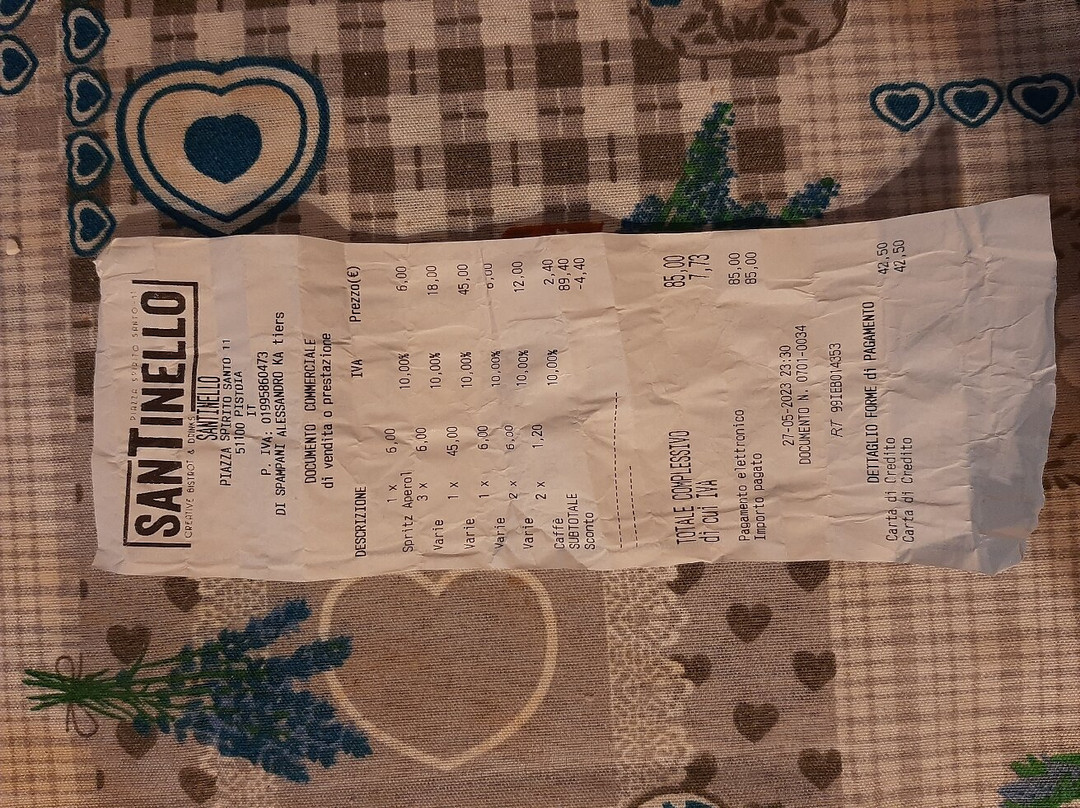 PIAZZA SPIRITO SANTO 11
SANTINELLO
CREATIVE BISTROT & DRINKS
SANTINELLO
PIAZZA SPIRITO SANTO 11
51100 PISTOIA
IT
P. IVA: 01995860473
DI SPAMPANI ALESSANDRO KA tiers
DOCUMENTO COMMERCIALE
di vendita o prestazione
DESCRIZIONE IVA Prezzo(€)
1 x 6,00
Spritz Aperol 10,00% 6,00
3 x 6,00
Varie 10,00% 18,00
1 x 45,00
Varie 10,00% 45,00
1 x 6,00
Varie 10,00% 6,00
2 x 6,00
Varie 10,00% 12,00
2 x 1,20
Caffè 10,00% 2,40
SUBTOTALE 89,40
Sconto -4,40
TOTALE COMPLESSIVO 85,00
di cui IVA 7,73
Pagamento elettronico 85,00
Importo pagato 85,00
27-05-2023 23:30
DOCUMENTO N. 0701-0034
RT 99IEB014353
DETTAGLIO FORME di PAGAMENTO
Carta di Credito 42,50
Carta di Credito 42,50